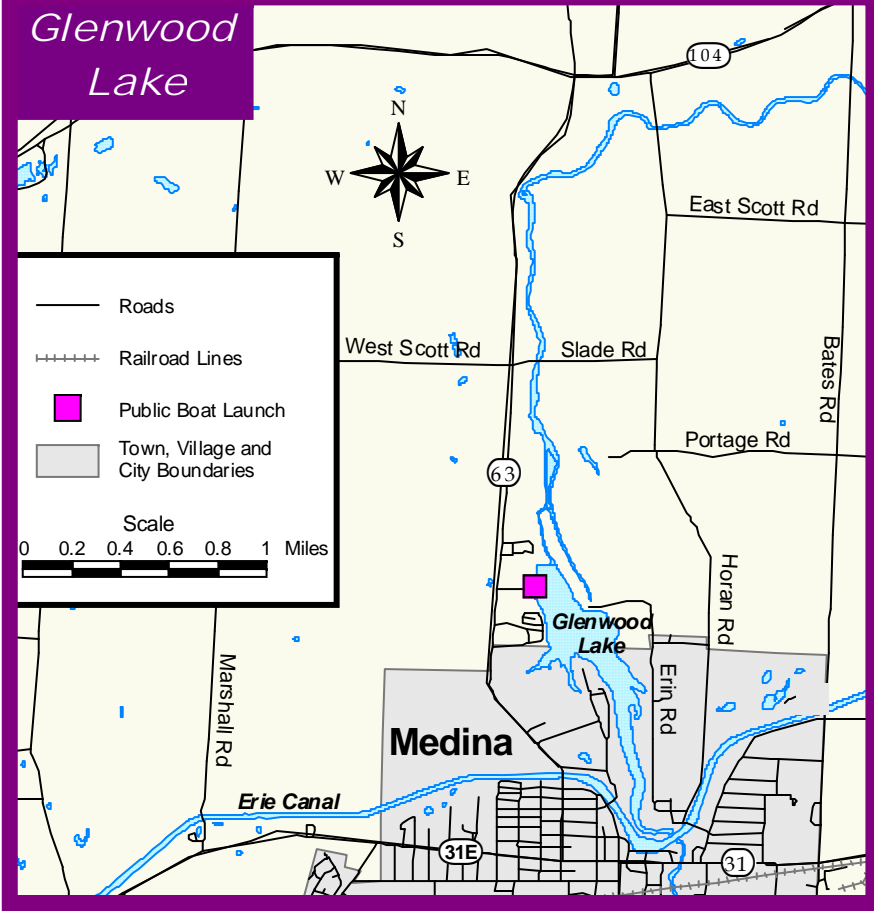 Glenwood
Lake
104
N
W
E
S
East Scott Rd
Roads
Railroad Lines
Public Boat Launch
Town, Village and
City Boundaries
Scale
0 0.2 0.4 0.6 0.8 1 Miles
West Scott Rd
Slade Rd
Bates Rd
Portage Rd
63
Horan Rd
Glenwood
Lake
Erin Rd
Marshall Rd
Medina
Erie Canal
31E
31